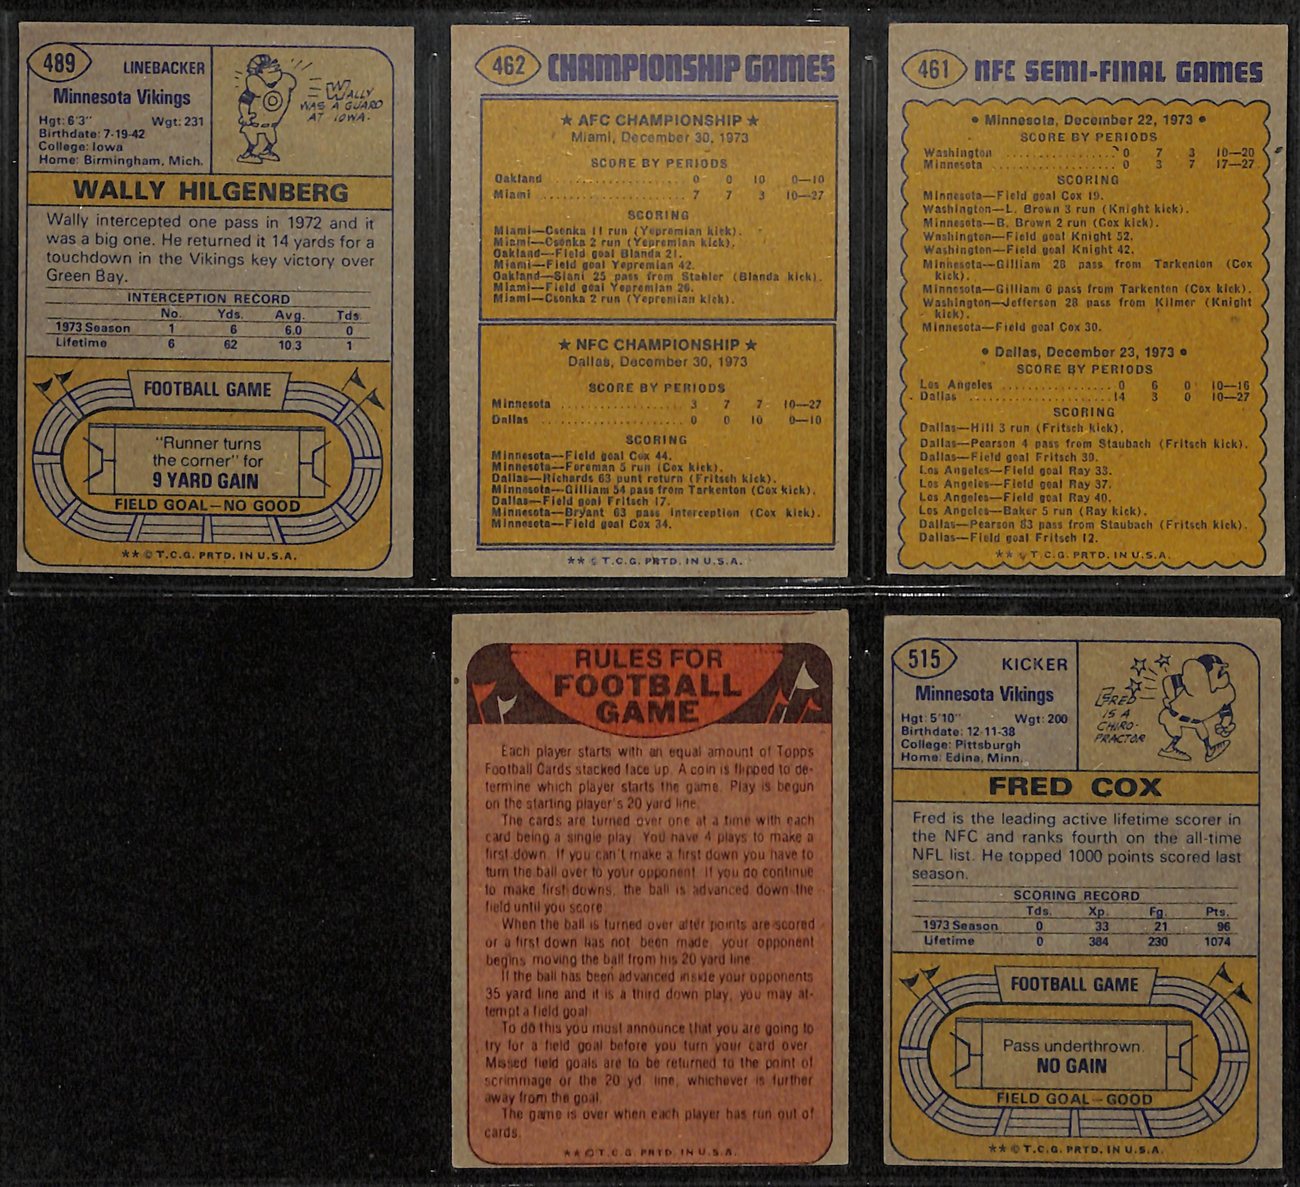 489
LINEBACKER
Minnesota Vikings
Hgt: 6'3" Wgt: 231
Birthdate: 7-19-42
College: Iowa
Home: Birmingham, Mich.
WALLY
WAS A GUARD
AT IOWA.
WALLY HILGENBERG
Wally intercepted one pass in 1972 and it
was a big one. He returned it 14 yards for a
touchdown in the Vikings key victory over
Green Bay.
INTERCEPTION RECORD
No. Yds. Avg. Tds
1973 Season 1 6 6.0 0
Lifetime 6 62 10.3 1
FOOTBALL GAME
"Runner turns
the corner" for
9 YARD GAIN
FIELD GOAL—NO GOOD
** © T.C.G. PRTD. IN U.S.A.
462 CHAMPIONSHIP GAMES
★ AFC CHAMPIONSHIP ★
Miami, December 30, 1973
SCORE BY PERIODS
Oakland 0 0 10 0—10
Miami 7 7 3 10—27
SCORING
Miami—Csonka 11 run (Yepremian kick).
Miami—Csonka 2 run (Yepremian kick).
Oakland—Field goal Blanda 21.
Miami—Field goal Yepremian 42.
Oakland—Siani 25 pass from Stabler (Blanda kick).
Miami—Field goal Yepremian 26.
Miami—Csonka 2 run (Yepremian kick).
★ NFC CHAMPIONSHIP ★
Dallas, December 30, 1973
SCORE BY PERIODS
Minnesota 3 7 7 10—27
Dallas 0 0 10 0—10
SCORING
Minnesota—Field goal Cox 44.
Minnesota—Foreman 5 run (Cox kick).
Dallas—Richards 63 punt return (Fritsch kick).
Minnesota—Gilliam 54 pass from Tarkenton (Cox kick).
Dallas—Field goal Fritsch 17.
Minnesota—Bryant 63 pass interception (Cox kick).
Minnesota—Field goal Cox 34.
** © T.C.G. PRTD. IN U.S.A.
461 NFC SEMI-FINAL GAMES
• Minnesota, December 22, 1973 •
SCORE BY PERIODS
Washington 0 7 3 10—20
Minnesota 0 3 7 17—27
SCORING
Minnesota—Field goal Cox 19.
Washington—L. Brown 3 run (Knight kick).
Minnesota—B. Brown 2 run (Cox kick).
Washington—Field goal Knight 52.
Washington—Field goal Knight 42.
Minnesota—Gilliam 28 pass from Tarkenton (Cox
kick).
Minnesota—Gilliam 6 pass from Tarkenton (Cox kick).
Washington—Jefferson 28 pass from Kilmer (Knight
kick).
Minnesota—Field goal Cox 30.
• Dallas, December 23, 1973 •
SCORE BY PERIODS
Los Angeles 0 6 0 10—16
Dallas 14 3 0 10—27
SCORING
Dallas—Hill 3 run (Fritsch kick).
Dallas—Pearson 4 pass from Staubach (Fritsch kick).
Dallas—Field goal Fritsch 39.
Los Angeles—Field goal Ray 33.
Los Angeles—Field goal Ray 37.
Los Angeles—Field goal Ray 40.
Los Angeles—Baker 5 run (Ray kick).
Dallas—Pearson 83 pass from Staubach (Fritsch kick).
Dallas—Field goal Fritsch 12.
** © T.C.G. PRTD. IN U.S.A.
RULES FOR
FOOTBALL
GAME
Each player starts with an equal amount of Topps
Football Cards stacked face up. A coin is flipped to de-
termine which player starts the game. Play is begun
on the starting player's 20 yard line.
The cards are turned over one at a time with each
card being a single play. You have 4 plays to make a
first down. If you can't make a first down you have to
turn the ball over to your opponent. If you do continue
to make first downs, the ball is advanced down the
field until you score.
When the ball is turned over after points are scored
or a first down has not been made, your opponent
begins moving the ball from his 20 yard line.
If the ball has been advanced inside your opponents
35 yard line and it is a third down play, you may at-
tempt a field goal.
To do this you must announce that you are going to
try for a field goal before you turn your card over.
Missed field goals are to be returned to the point of
scrimmage or the 20 yd. line, whichever is further
away from the goal.
The game is over when each player has run out of
cards.
** © T.C.G. PRTD. IN U.S.A.
515
KICKER
Minnesota Vikings
Hgt: 5'10" Wgt: 200
Birthdate: 12-11-38
College: Pittsburgh
Home: Edina, Minn.
FRED
IS A
CHIRO-
PRACTOR
FRED COX
Fred is the leading active lifetime scorer in
the NFC and ranks fourth on the all-time
NFL list. He topped 1000 points scored last
season.
SCORING RECORD
Tds. Xp. Fg. Pts.
1973 Season 0 33 21 96
Lifetime 0 384 230 1074
FOOTBALL GAME
Pass underthrown.
NO GAIN
FIELD GOAL—GOOD
** © T.C.G. PRTD. IN U.S.A.